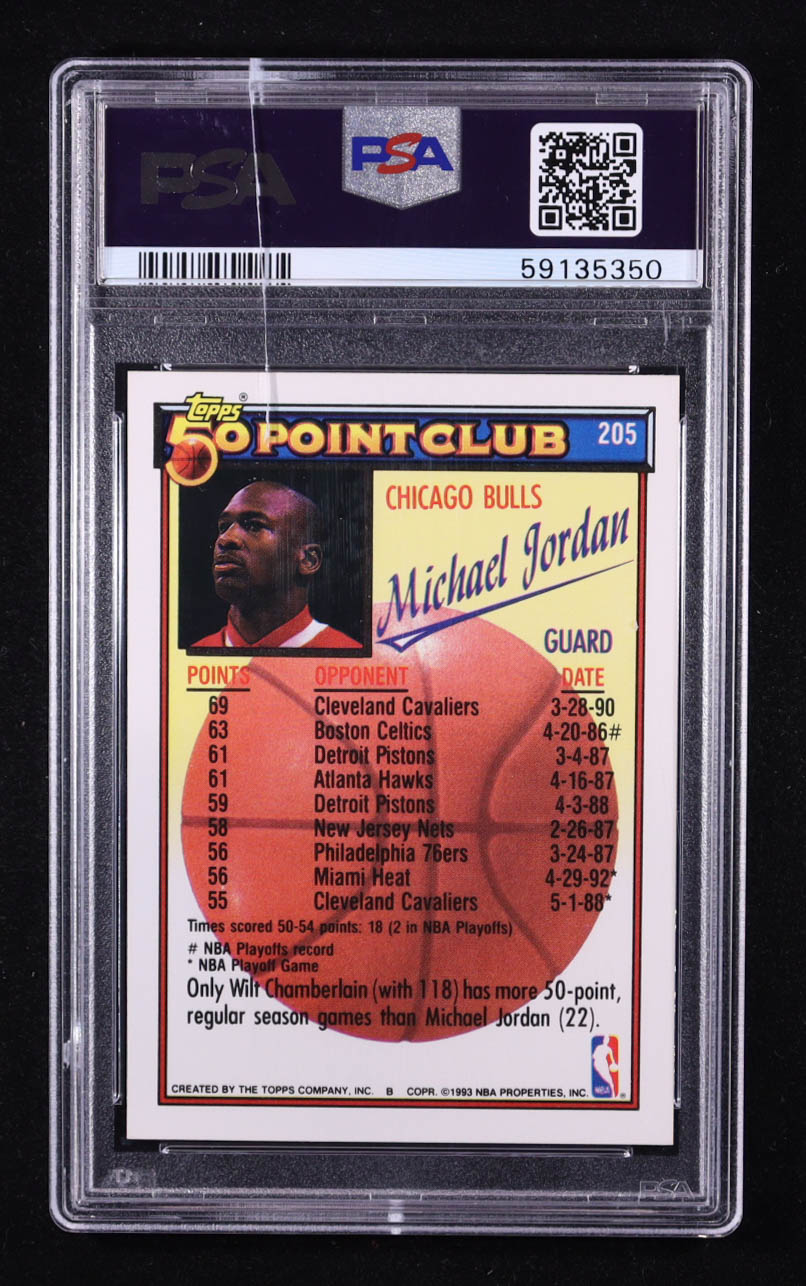 PSA PSA
59135350
Topps ®
50 POINT CLUB 205
CHICAGO BULLS
Michael Jordan
GUARD
POINTS OPPONENT DATE
69 Cleveland Cavaliers 3-28-90
63 Boston Celtics 4-20-86#
61 Detroit Pistons 3-4-87
61 Atlanta Hawks 4-16-87
59 Detroit Pistons 4-3-88
58 New Jersey Nets 2-26-87
56 Philadelphia 76ers 3-24-87
56 Miami Heat 4-29-92*
55 Cleveland Cavaliers 5-1-88*
Times scored 50-54 points: 18 (2 in NBA Playoffs)
# NBA Playoffs record
* NBA Playoff Game
Only Wilt Chamberlain (with 118) has more 50-point,
regular season games than Michael Jordan (22).
NBA ®
CREATED BY THE TOPPS COMPANY, INC. B COPR. ©1993 NBA PROPERTIES, INC.
PSA